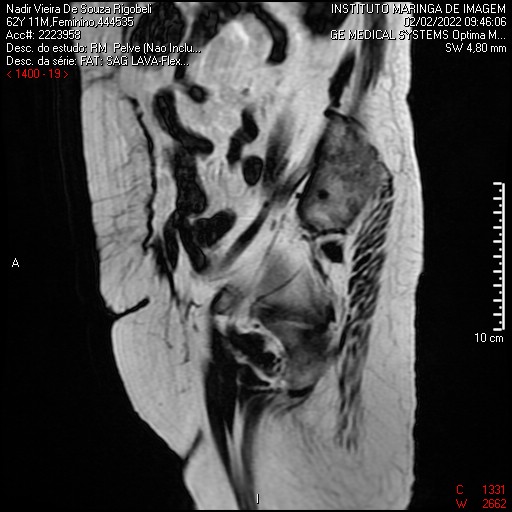 Nadir Vieira De Souza Rigobeli
62Y 11M,Feminino,444535
Acc#: 2223953
Desc. do estudo: RM Pelve (Nao Inclu...
Desc. da série: FAT: SAG LAVA-Flex...
< 1400 - 19 >
INSTITUTO MARINGA DE IMAGEM
02/02/2022 09:46:06
GE MEDICAL SYSTEMS Optima M...
SW 4,80 mm
A
10 cm
I
C 1331
W 2662